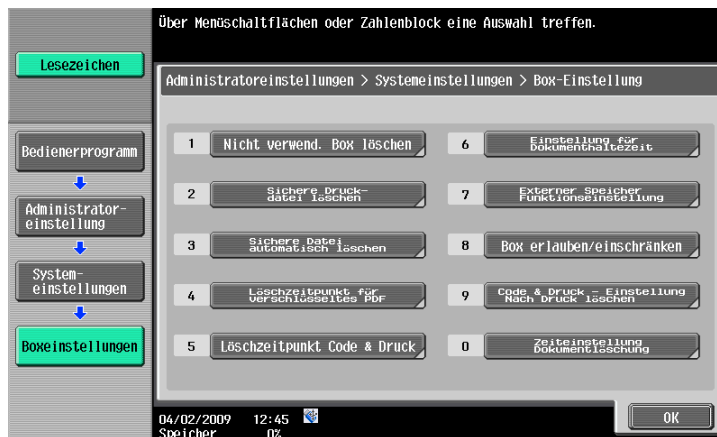 Über Menüschaltflächen oder Zahlenblock eine Auswahl treffen.
Lesezeichen
Administratoreinstellungen > Systemeinstellungen > Box-Einstellung
Bedienerprogramm
Administrator-
einstellung
System-
einstellungen
Boxeinstellungen
1 Nicht verwend. Box löschen
2 Sichere Druck-
datei löschen
3 Sichere Datei
automatisch löschen
4 Löschzeitpunkt für
verschlüsseltes PDF
5 Löschzeitpunkt Code & Druck
6 Einstellung für
Dokumenthaltezeit
7 Externer Speicher
Funktionseinstellung
8 Box erlauben/einschränken
9 Code & Druck - Einstellung
Nach Druck löschen
0 Zeiteinstellung
Dokumentlöschung
04/02/2009 12:45
Speicher 0%
OK